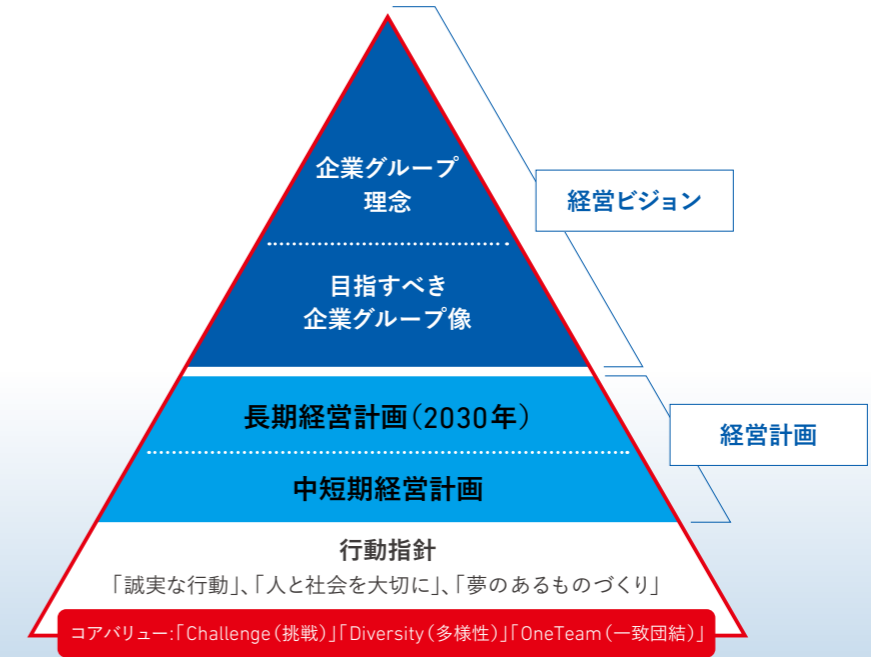 企業グループ
理念
経営ビジョン
目指すべき
企業グループ像
長期経営計画(2030年)
経営計画
中短期経営計画
行動指針
「誠実な行動」、「人と社会を大切に」、「夢のあるものづくり」
コアバリュー:「Challenge(挑戦)」「Diversity(多様性)」「OneTeam(一致団結)」